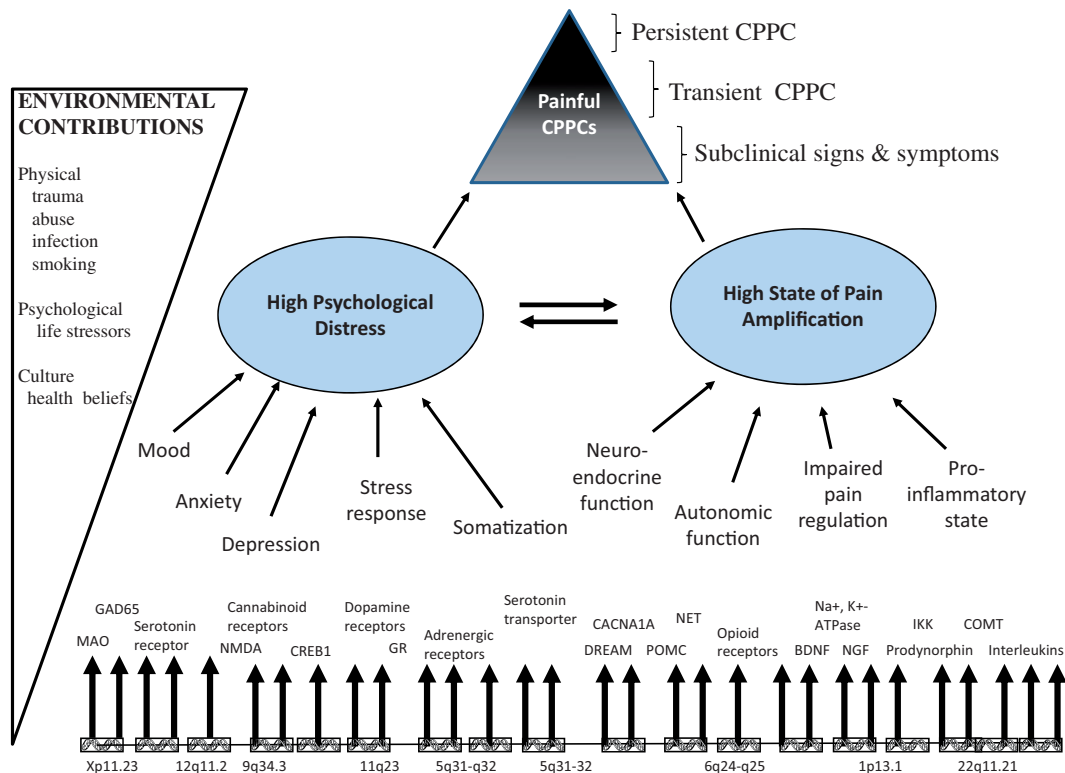 Persistent CPPC
Transient CPPC
Subclinical signs & symptoms
Painful
CPPCs
ENVIRONMENTAL
CONTRIBUTIONS
Physical
trauma
abuse
infection
smoking
Psychological
life stressors
Culture
health beliefs
High Psychological
Distress
High State of Pain
Amplification
Mood
Anxiety
Depression
Stress
response
Somatization
Neuro-
endocrine
function
Autonomic
function
Impaired
pain
regulation
Pro-
inflammatory
state
MAO
GAD65
Serotonin
receptor
NMDA
Cannabinoid
receptors
CREB1
Dopamine
receptors
GR
Adrenergic
receptors
Serotonin
transporter
DREAM
CACNA1A
POMC
NET
Opioid
receptors
BDNF
Na+, K+-
ATPase
NGF
IKK
Prodynorphin
COMT
Interleukins
Xp11.23
12q11.2
9q34.3
11q23
5q31-q32
5q31-32
6q24-q25
1p13.1
22q11.21